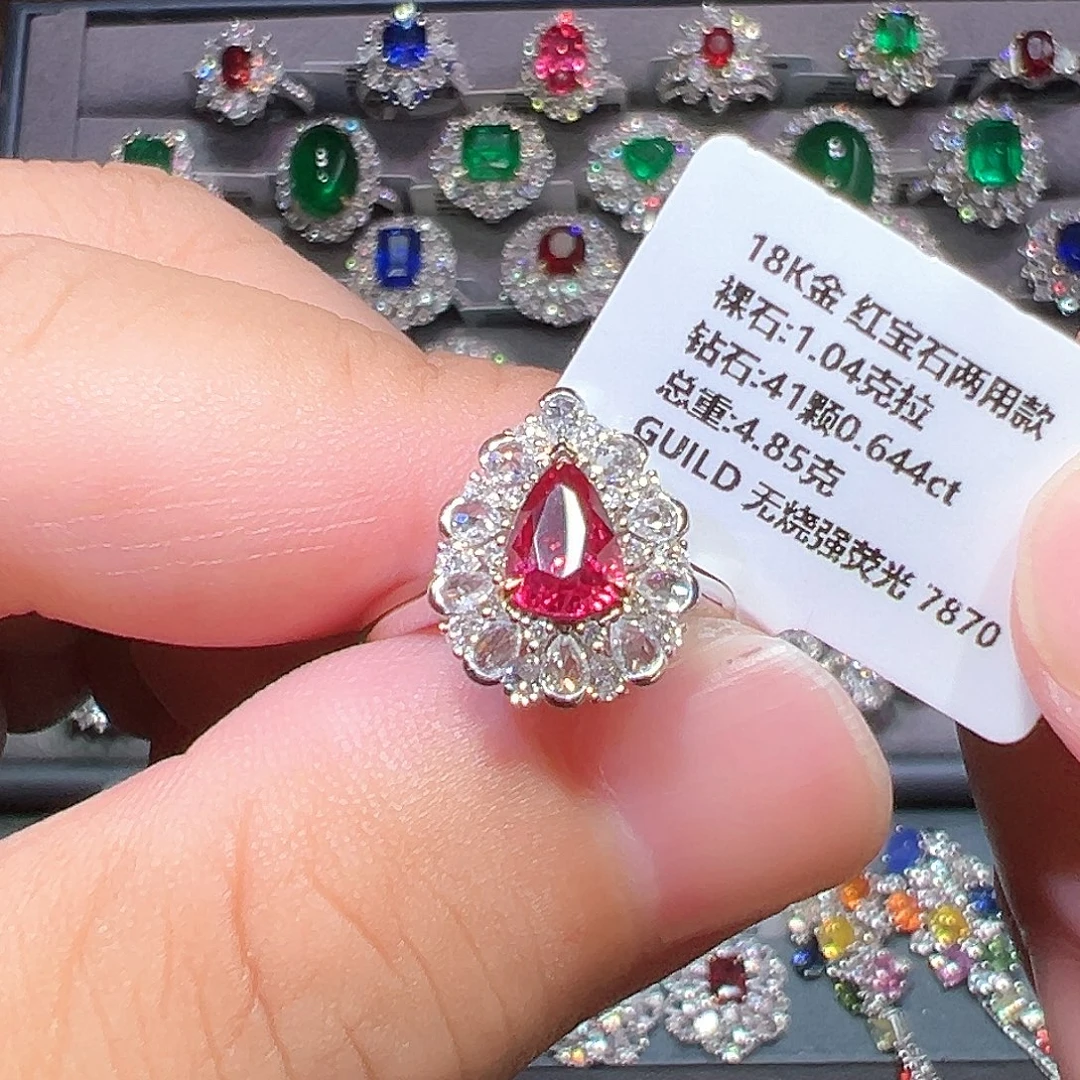 18K金 红宝石两用款
裸石:1.04克拉
钻石:41颗0.644ct
总重:4.85克
GUILD 无烧强荧光 7870